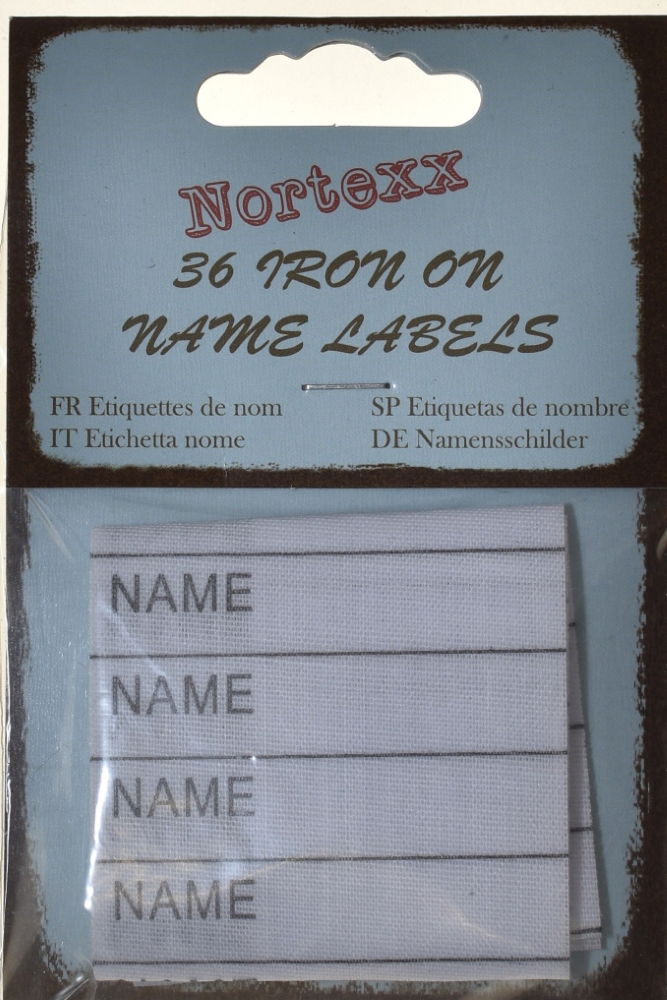 Nortexx
36 IRON ON
NAME LABELS
FR Etiquettes de nom
SP Etiquetas de nombre
IT Etichetta nome
DE Namensschilder
NAME
NAME
NAME
NAME